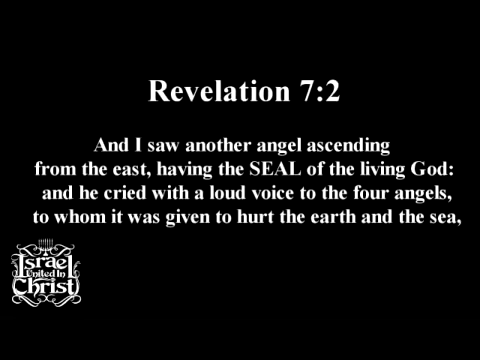 Revelation 7:2
And I saw another angel ascending
from the east, having the SEAL of the living God:
and he cried with a loud voice to the four angels,
to whom it was given to hurt the earth and the sea,
Israel
United In
Christ